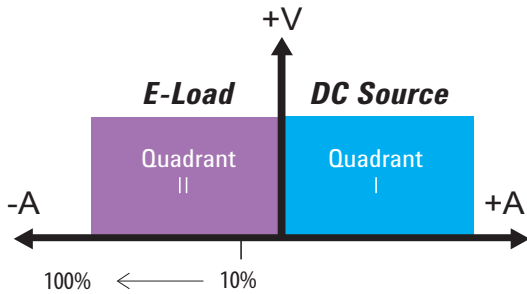 +V
E-Load DC Source
Quadrant Quadrant
II I
-A +A
100% 10%